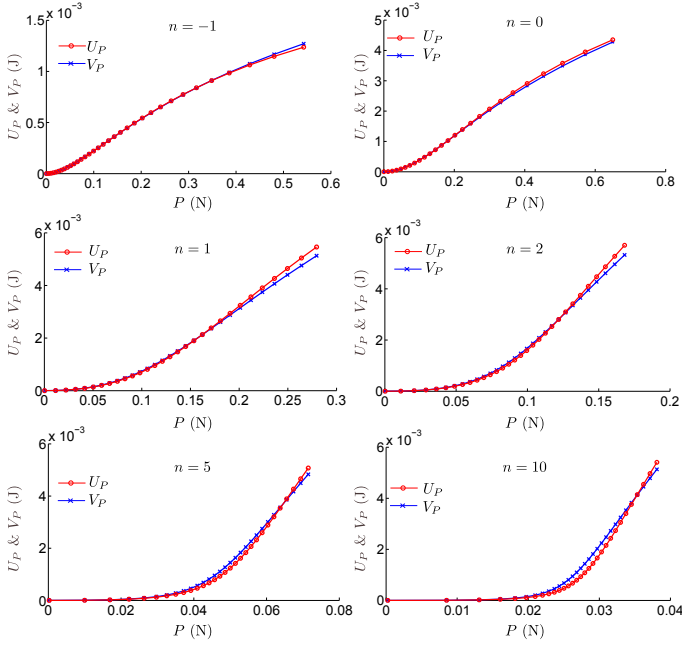 x 10⁻³
1.5
1
0.5
0
0 0.1 0.2 0.3 0.4 0.5 0.6
U_P & V_P (J)
P (N)
n = −1
U_P
V_P
x 10⁻³
5
4
3
2
1
0
0 0.2 0.4 0.6 0.8
U_P & V_P (J)
P (N)
n = 0
U_P
V_P
x 10⁻³
6
4
2
0
0 0.05 0.1 0.15 0.2 0.25 0.3
U_P & V_P (J)
P (N)
n = 1
U_P
V_P
x 10⁻³
6
4
2
0
0 0.05 0.1 0.15 0.2
U_P & V_P (J)
P (N)
n = 2
U_P
V_P
x 10⁻³
6
4
2
0
0 0.02 0.04 0.06 0.08
U_P & V_P (J)
P (N)
n = 5
U_P
V_P
x 10⁻³
6
4
2
0
0 0.01 0.02 0.03 0.04
U_P & V_P (J)
P (N)
n = 10
U_P
V_P